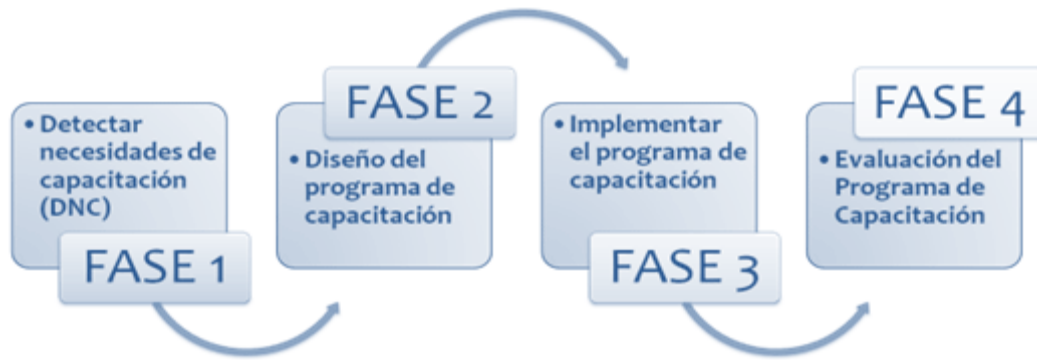 • Detectar
necesidades de
capacitación
(DNC)
FASE 1
FASE 2
• Diseño del
programa de
capacitación
• Implementar
el programa de
capacitación
FASE 3
FASE 4
• Evaluación del
Programa de
Capacitación